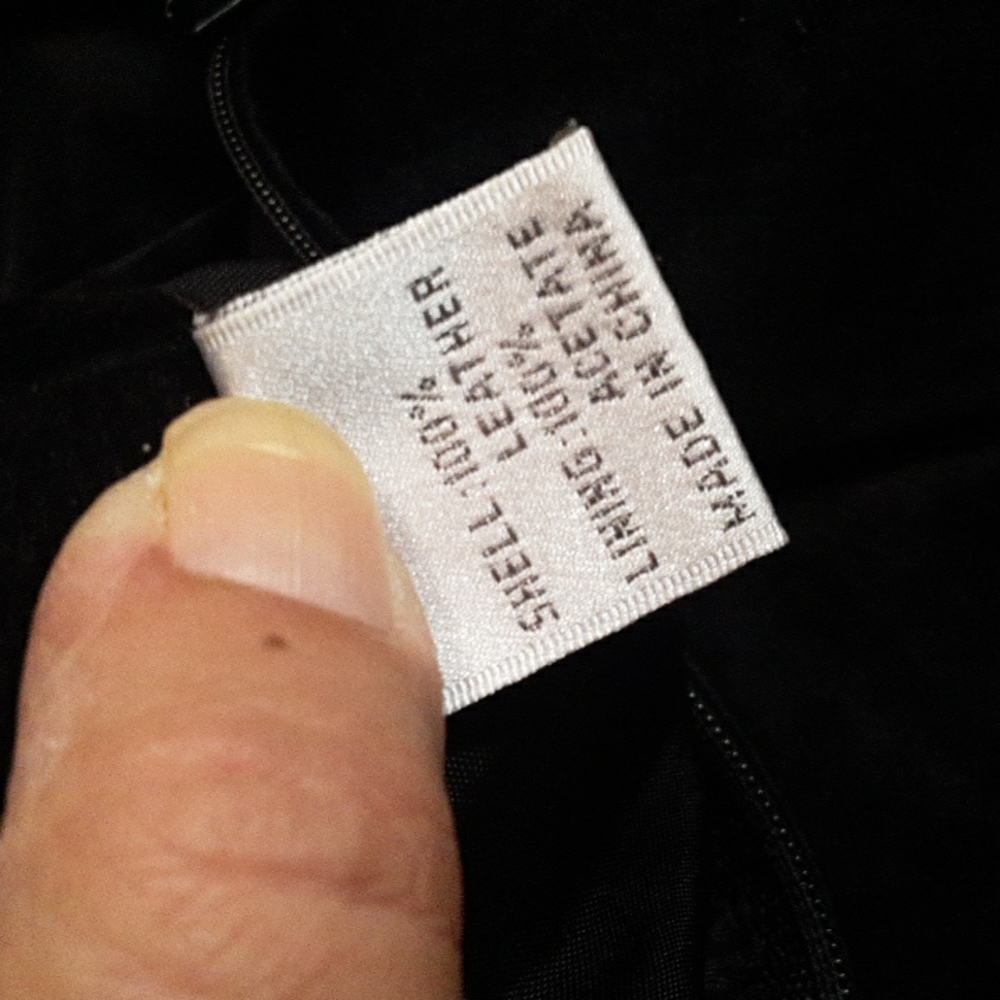 SHELL:100%
LEATHER
LINING:100%
ACETATE
MADE IN CHINA